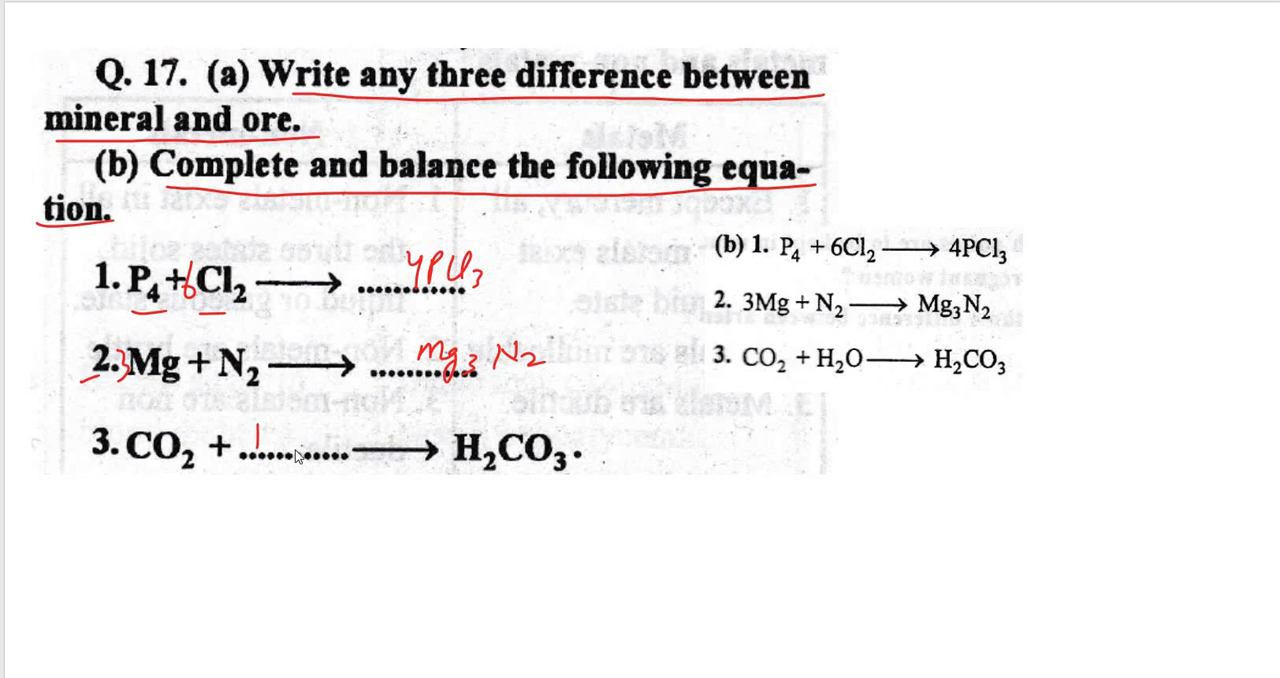 Q. 17. (a) Write any three difference between
mineral and ore.
(b) Complete and balance the following equa-
tion.
1. P₄ + 6Cl₂ ⟶ ............ 4PCl₃
2. 3Mg + N₂ ⟶ ............ Mg₃N₂
3. CO₂ + ............ ⟶ H₂CO₃.
(b) 1. P₄ + 6Cl₂ ⟶ 4PCl₃
2. 3Mg + N₂ ⟶ Mg₃N₂
3. CO₂ + H₂O ⟶ H₂CO₃